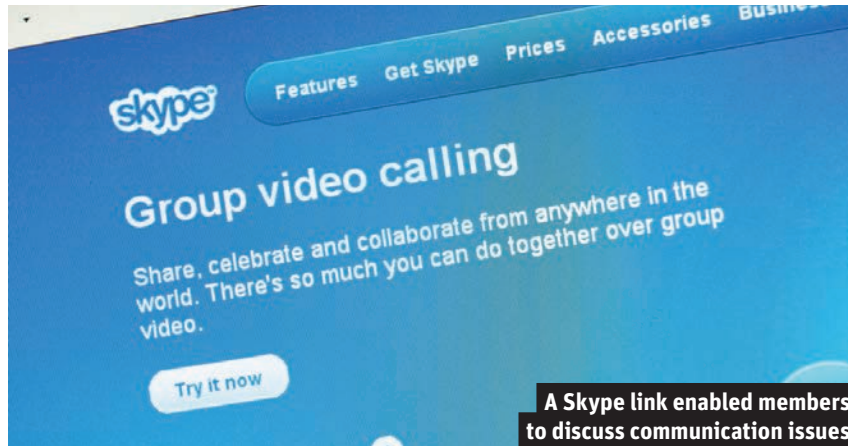 skype
Features Get Skype Prices Accessories
Group video calling
Share, celebrate and collaborate from anywhere in the
world. There's so much you can do together over group
video.
Try it now
A Skype link enabled members
to discuss communication issues